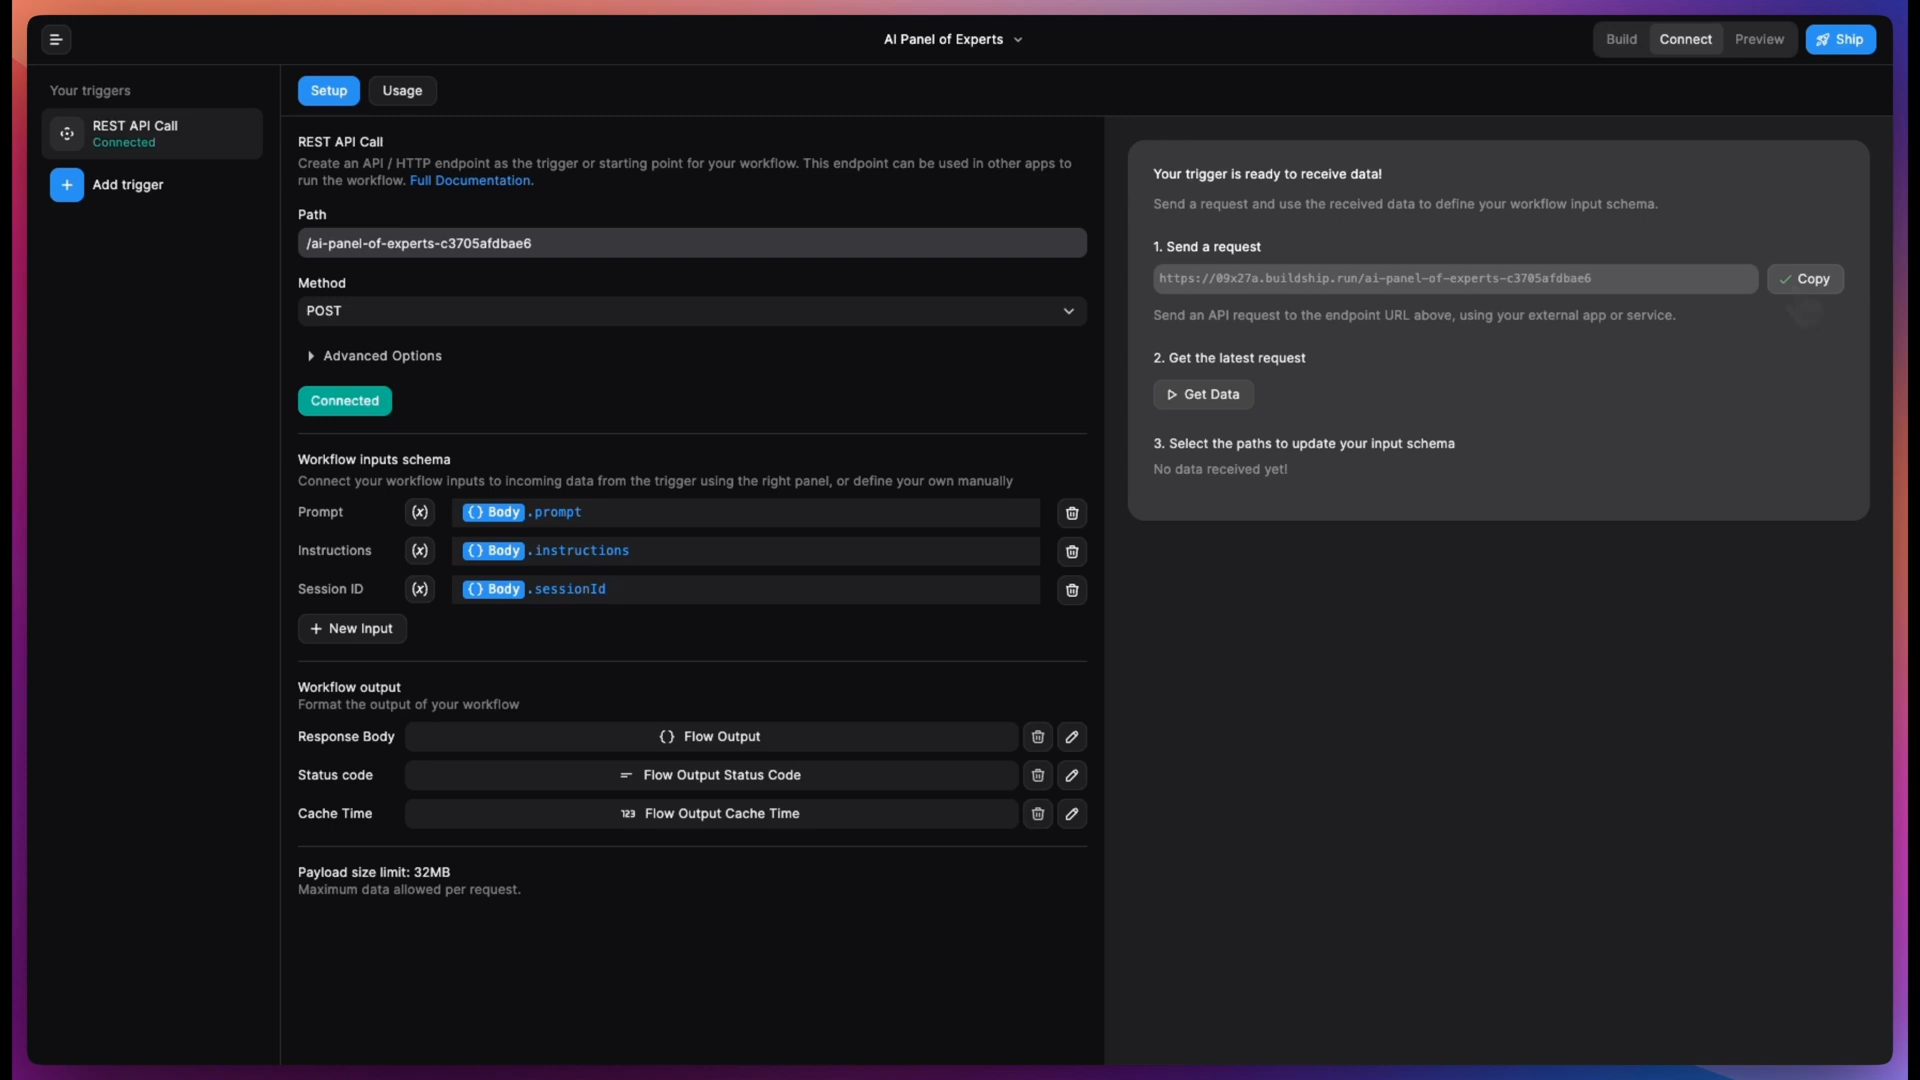 AI Panel of Experts
Build
Connect
Preview
Ship
Your triggers
REST API Call
Connected
+ Add trigger
Setup
Usage
REST API Call
Create an API / HTTP endpoint as the trigger or starting point for your workflow. This endpoint can be used in other apps to
run the workflow. Full Documentation.
Path
/ai-panel-of-experts-c3705afdbae6
Method
POST
Advanced Options
Connected
Workflow inputs schema
Connect your workflow inputs to incoming data from the trigger using the right panel, or define your own manually
Prompt (x) {} Body .prompt
Instructions (x) {} Body .instructions
Session ID (x) {} Body .sessionId
+ New Input
Workflow output
Format the output of your workflow
Response Body {} Flow Output
Status code Flow Output Status Code
Cache Time 123 Flow Output Cache Time
Payload size limit: 32MB
Maximum data allowed per request.
Your trigger is ready to receive data!
Send a request and use the received data to define your workflow input schema.
1. Send a request
https://09x27a.buildship.run/ai-panel-of-experts-c3705afdbae6
Copy
Send an API request to the endpoint URL above, using your external app or service.
2. Get the latest request
Get Data
3. Select the paths to update your input schema
No data received yet!